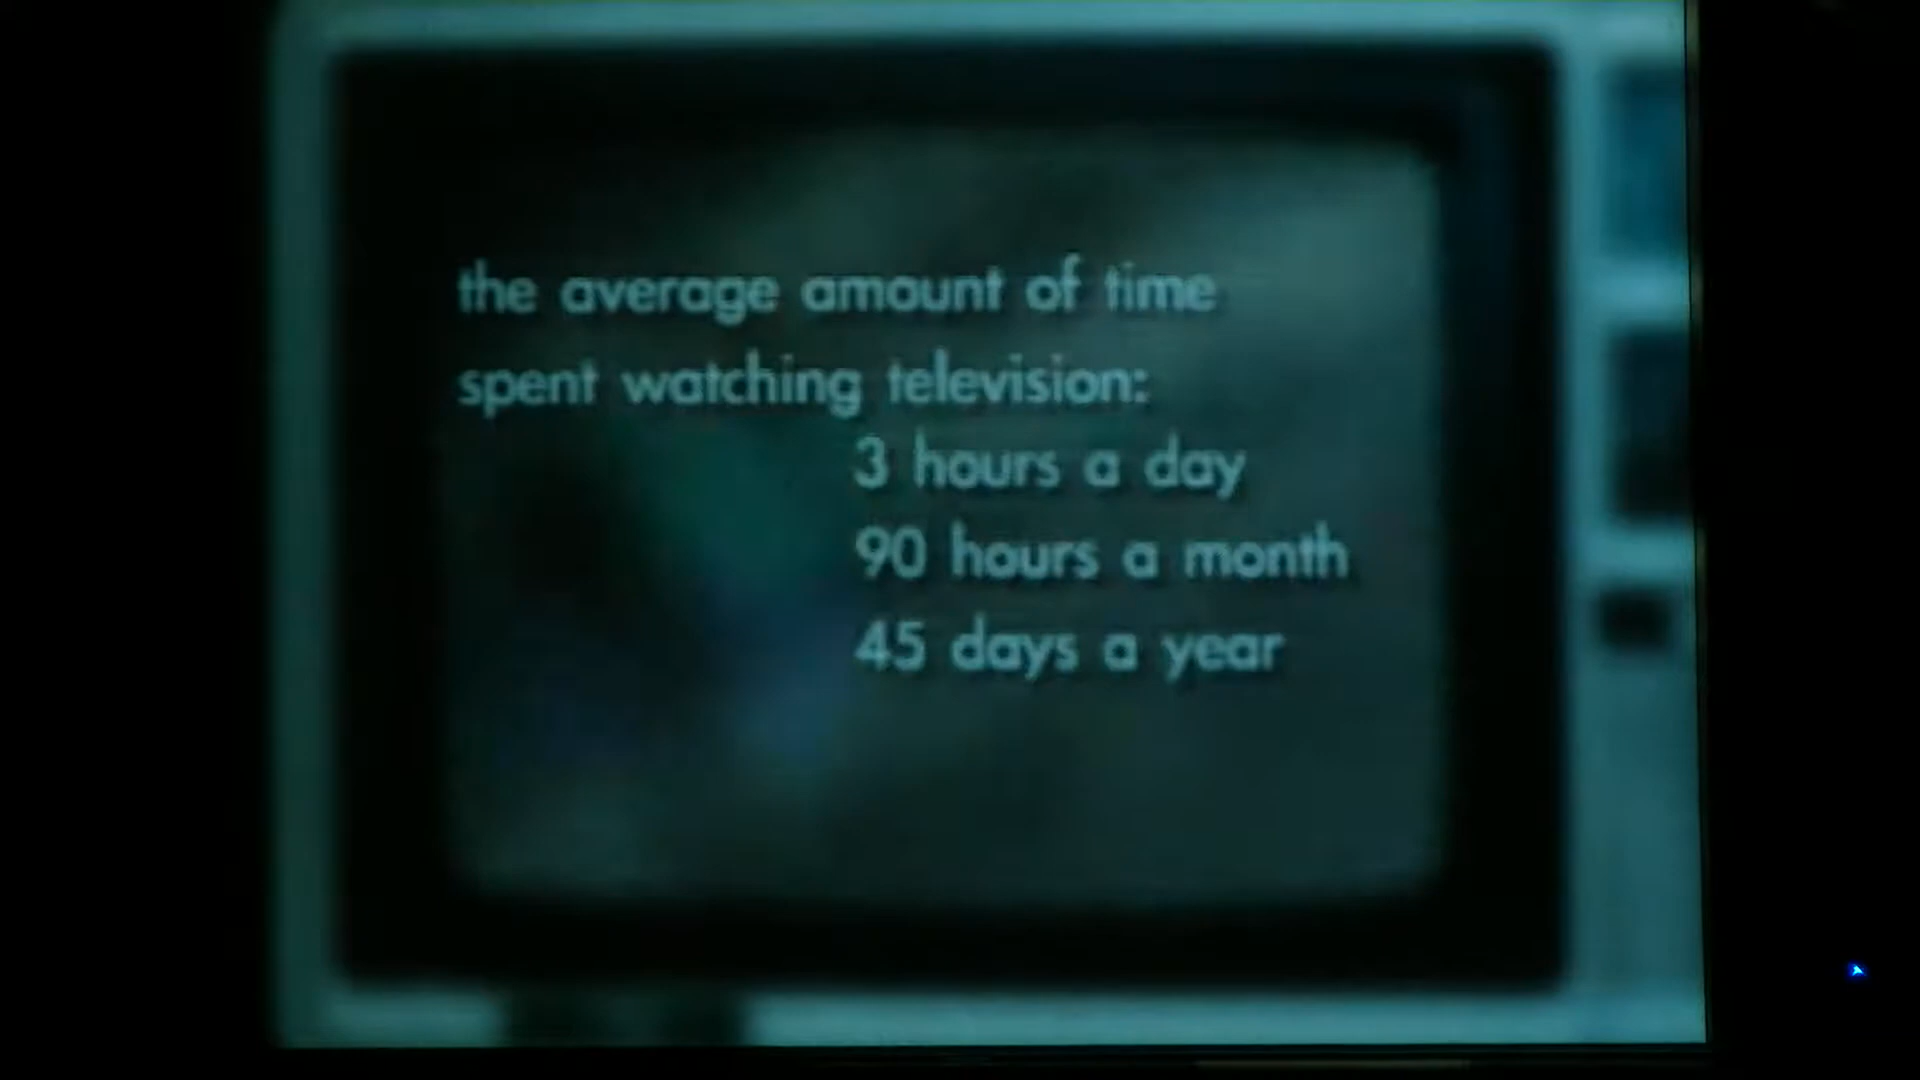 the average amount of time
spent watching television:
3 hours a day
90 hours a month
45 days a year